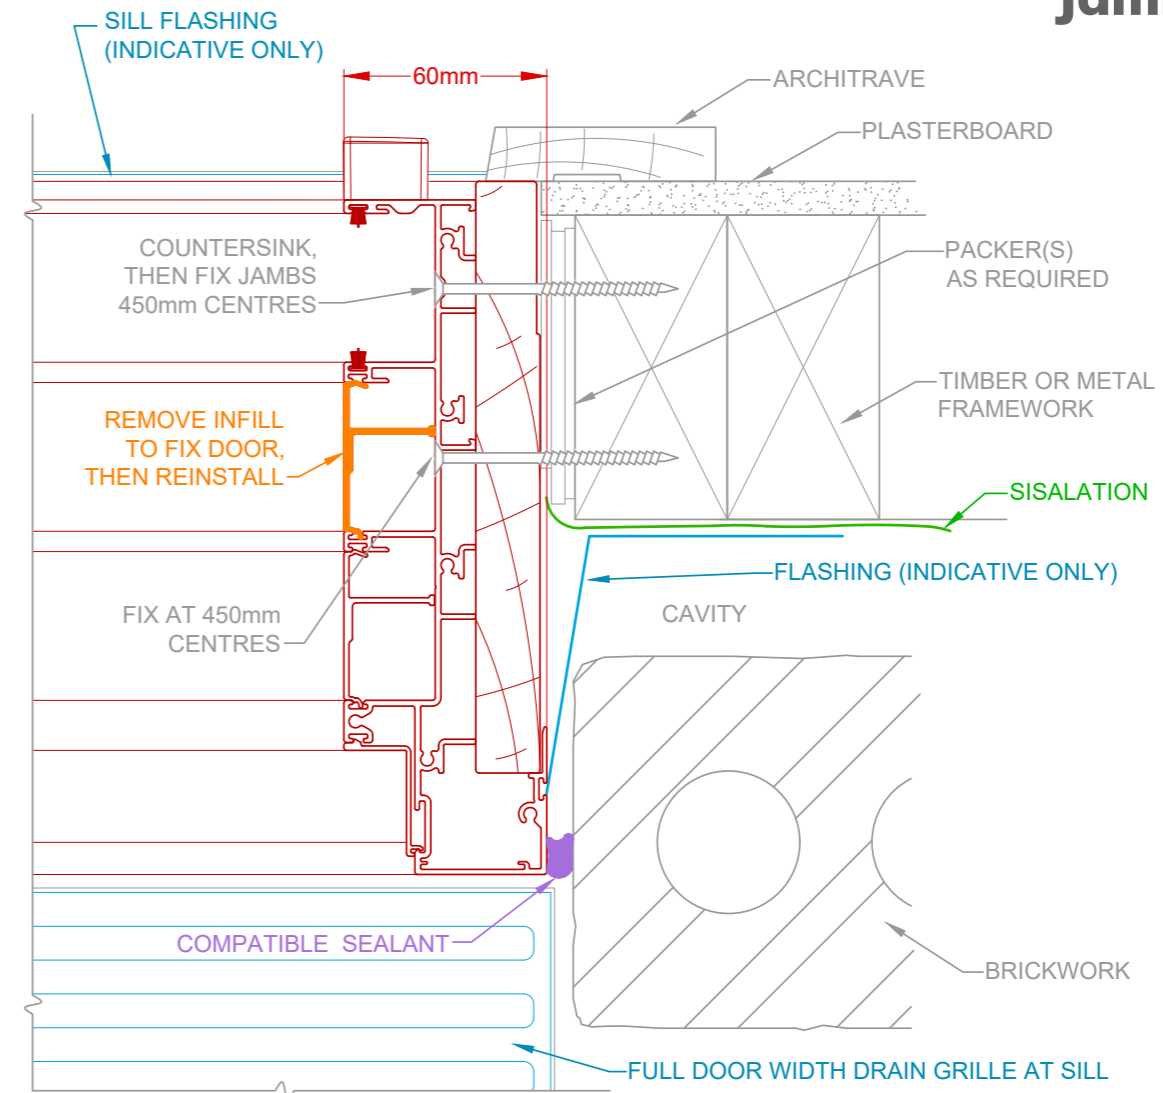 SILL FLASHING
(INDICATIVE ONLY)
60mm
ARCHITRAVE
PLASTERBOARD
COUNTERSINK,
THEN FIX JAMBS
450mm CENTRES
PACKER(S)
AS REQUIRED
TIMBER OR METAL
FRAMEWORK
REMOVE INFILL
TO FIX DOOR,
THEN REINSTALL
SISALATION
FLASHING (INDICATIVE ONLY)
FIX AT 450mm
CENTRES
CAVITY
COMPATIBLE SEALANT
BRICKWORK
FULL DOOR WIDTH DRAIN GRILLE AT SILL